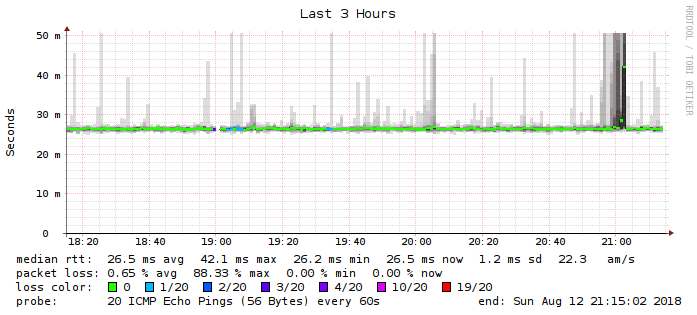 Last 3 Hours
RRDTOOL / TOBI OETIKER
Seconds
50 m
40 m
30 m
20 m
10 m
0
18:20 18:40 19:00 19:20 19:40 20:00 20:20 20:40 21:00
median rtt: 26.5 ms avg 42.1 ms max 26.2 ms min 26.5 ms now 1.2 ms sd 22.3 am/s
packet loss: 0.65 % avg 88.33 % max 0.00 % min 0.00 % now
loss color: 0 1/20 2/20 3/20 4/20 10/20 19/20
probe: 20 ICMP Echo Pings (56 Bytes) every 60s end: Sun Aug 12 21:15:02 2018